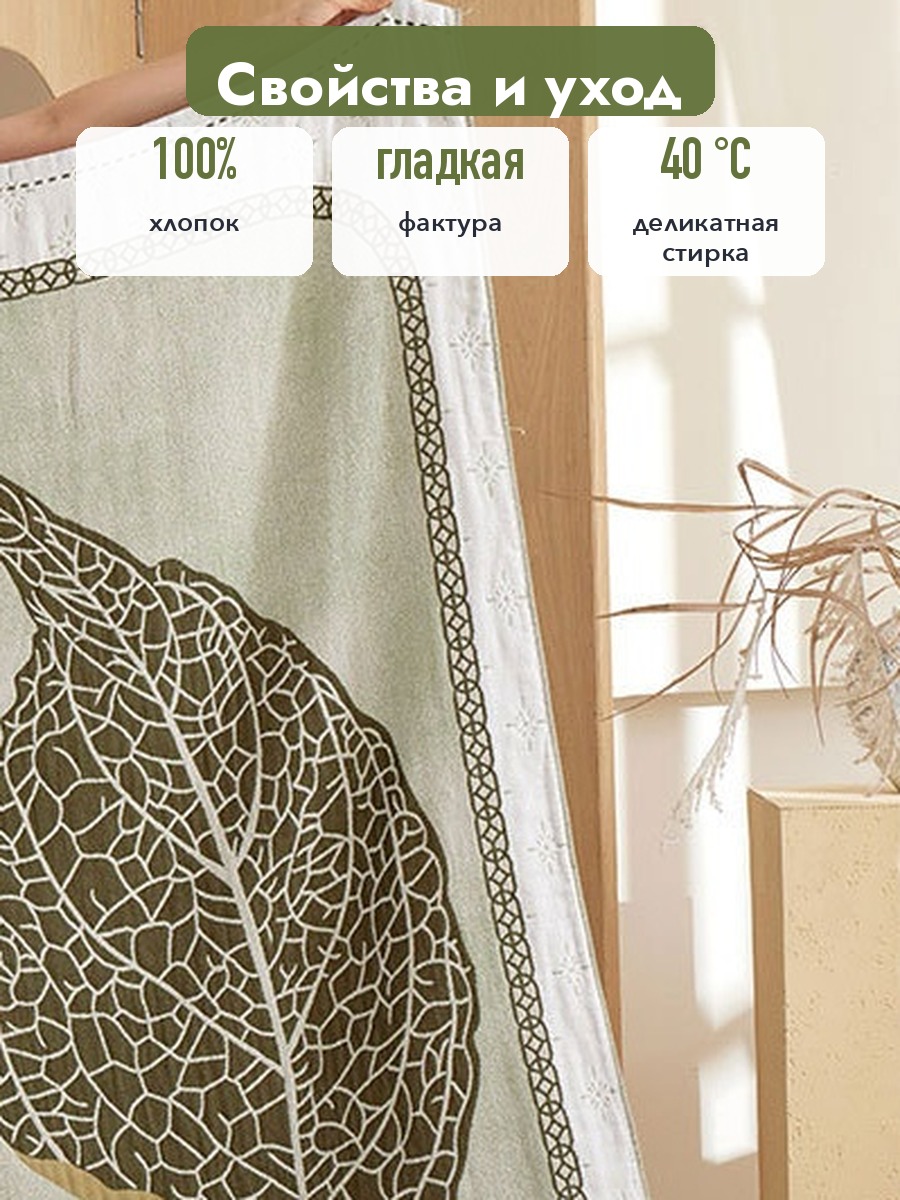 Свойства и уход
100%
хлопок
гладкая
фактура
40 °C
деликатная
стирка